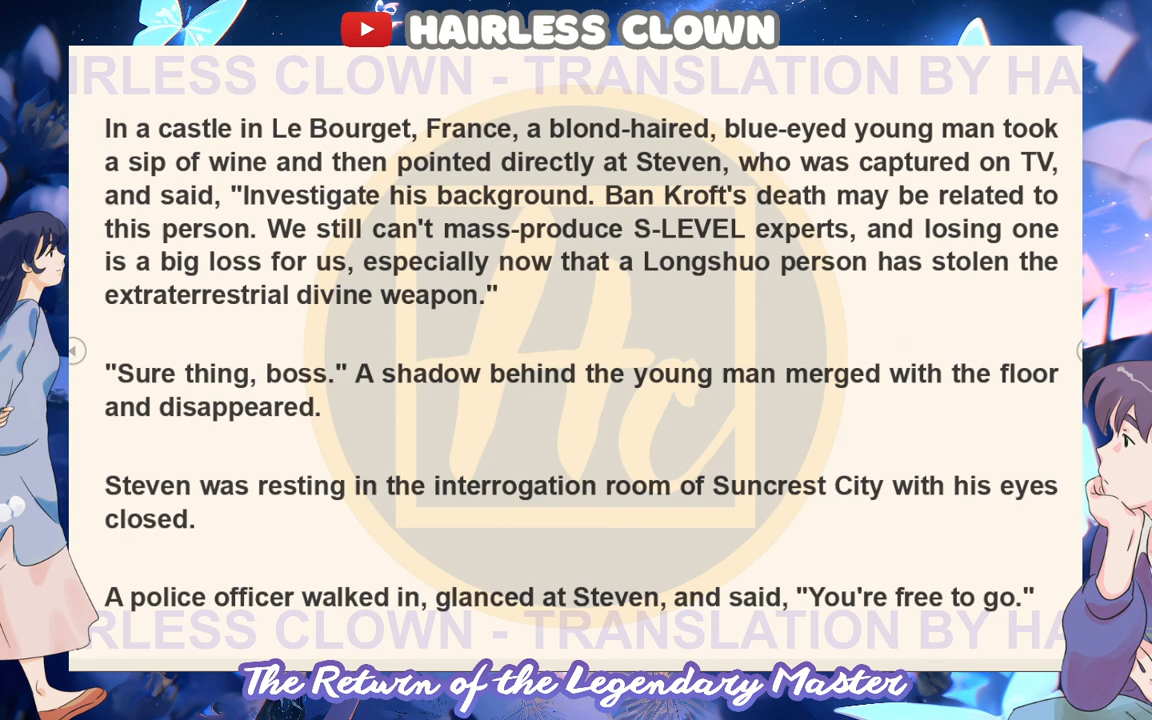 HAIRLESS CLOWN
IRLESS CLOWN - TRANSLATION BY HA
In a castle in Le Bourget, France, a blond-haired, blue-eyed young man took
a sip of wine and then pointed directly at Steven, who was captured on TV,
and said, "Investigate his background. Ban Kroft's death may be related to
this person. We still can't mass-produce S-LEVEL experts, and losing one
is a big loss for us, especially now that a Longshuo person has stolen the
extraterrestrial divine weapon."
"Sure thing, boss." A shadow behind the young man merged with the floor
and disappeared.
Hc
Steven was resting in the interrogation room of Suncrest City with his eyes
closed.
A police officer walked in, glanced at Steven, and said, "You're free to go."
RLESS CLOWN - TRANSLATION BY HA
The Return of the Legendary Master